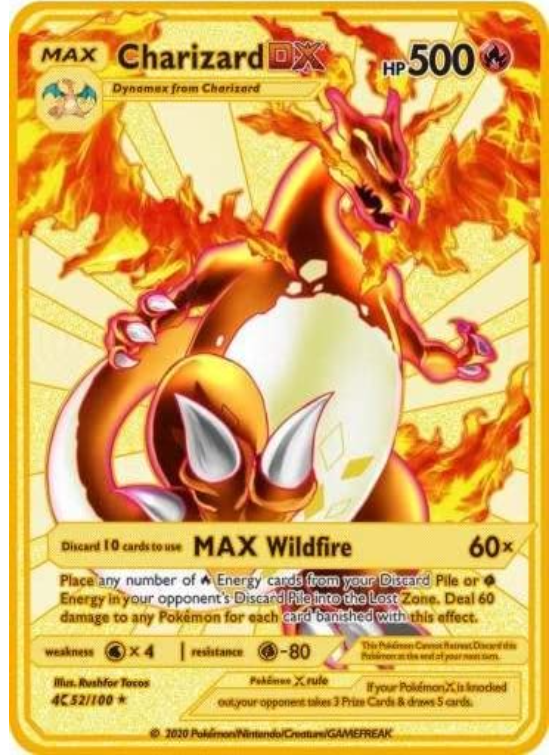 MAX Charizard DX HP 500
Dynamax from Charizard
Discard 10 cards to use MAX Wildfire 60x
Place any number of Energy cards from your Discard Pile or
Energy in your opponent's Discard Pile into the Lost Zone. Deal 60
damage to any Pokémon for each card banished with this effect.
weakness × 4 resistance -80
This Pokémon Cannot Retreat. Discard this
Pokémon at the end of your next turn.
Illus. Rushfor Tacos
52/100 ★
Pokémon X rule
If your Pokémon X is knocked
out, your opponent takes 3 Prize Cards & draws 5 cards.
© 2020 Pokémon/Nintendo/Creature/GAMEFREAK